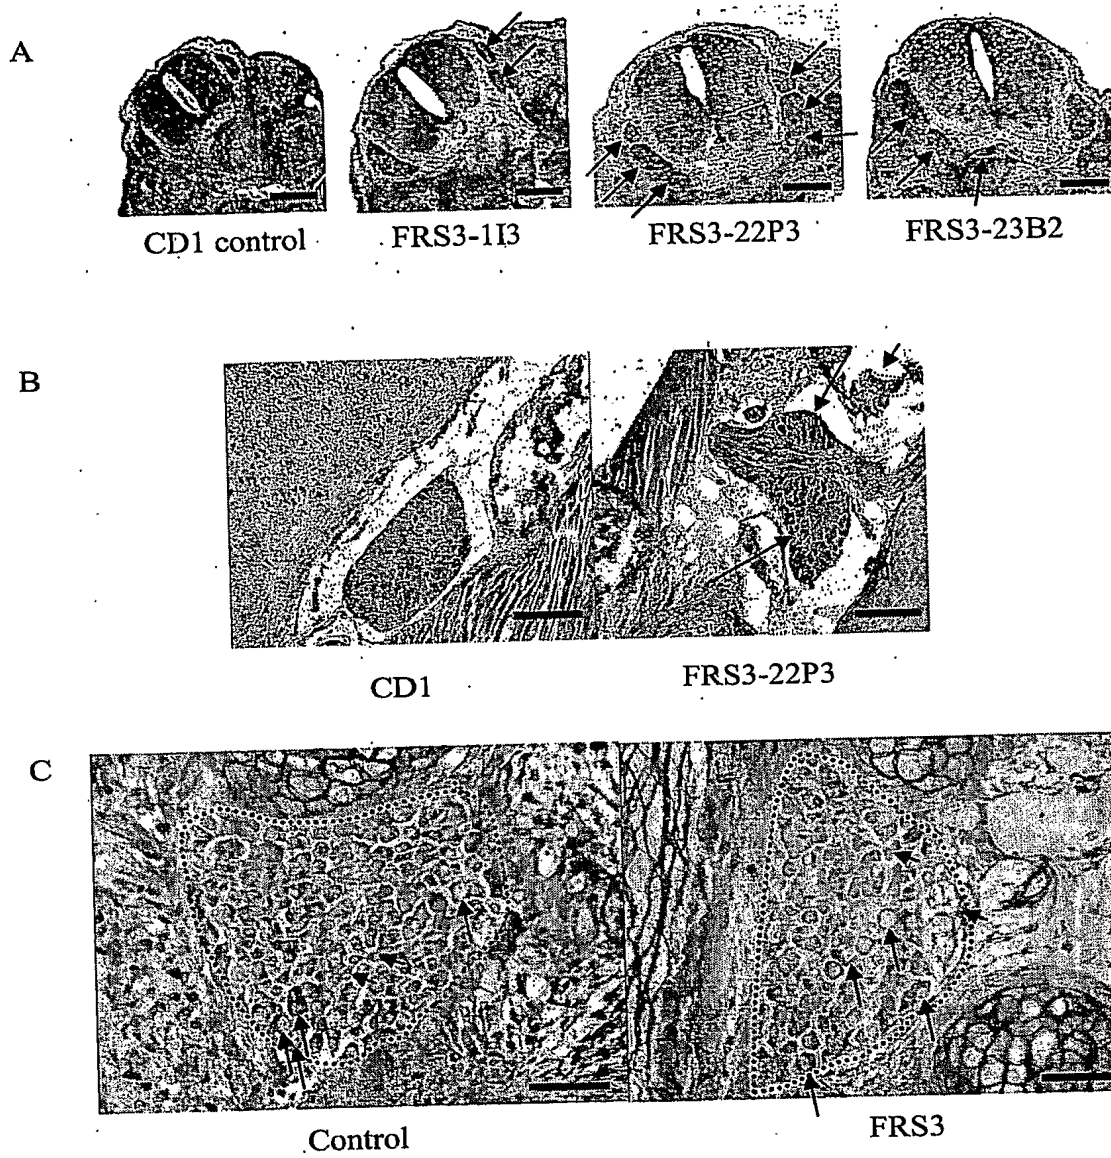 A
CD1 control
FRS3-1I3
FRS3-22P3
FRS3-23B2
B
CD1
FRS3-22P3
C
Control
FRS3